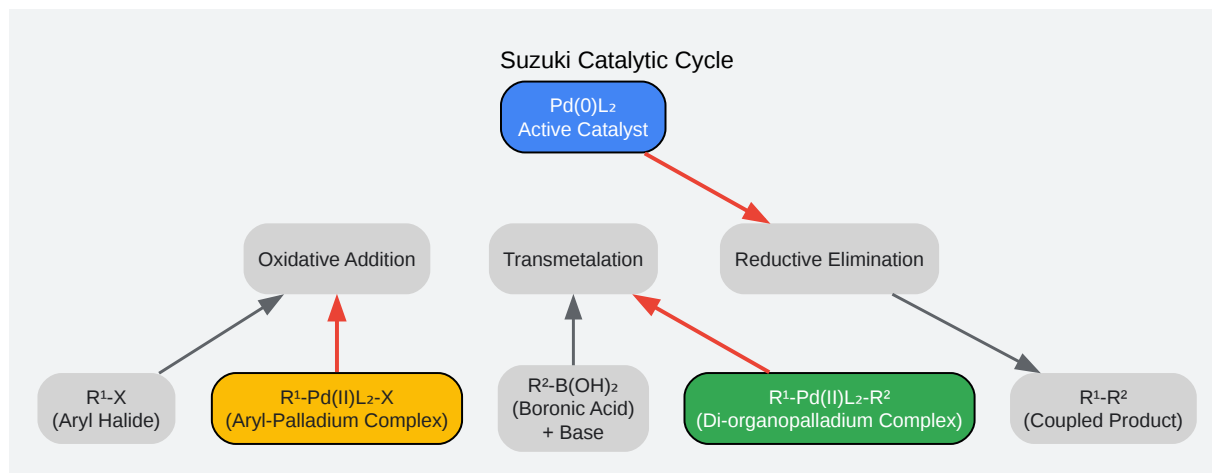 Suzuki Catalytic Cycle
Pd(0)L₂
Active Catalyst
Oxidative Addition
Transmetalation
Reductive Elimination
R¹-X
(Aryl Halide)
R¹-Pd(II)L₂-X
(Aryl-Palladium Complex)
R²-B(OH)₂
(Boronic Acid)
+ Base
R¹-Pd(II)L₂-R²
(Di-organopalladium Complex)
R¹-R²
(Coupled Product)